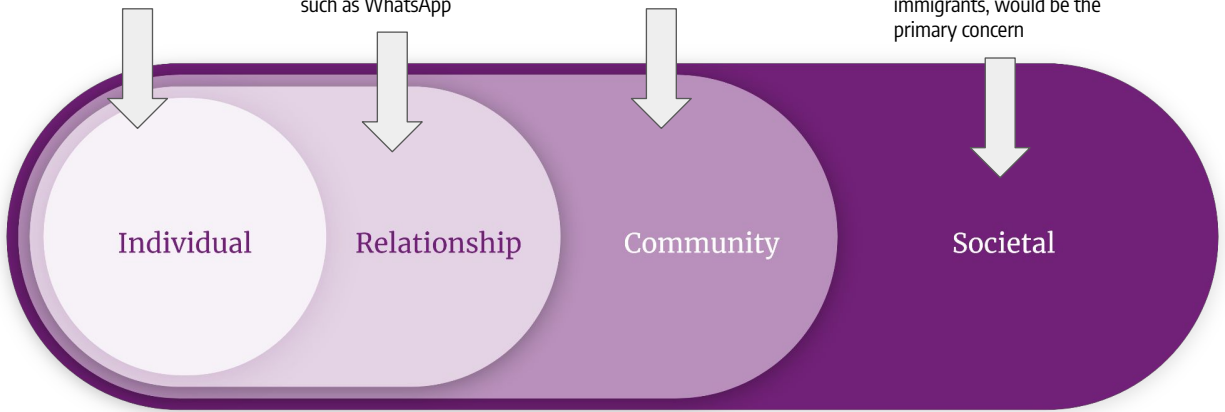 such as WhatsApp
immigrants, would be the
primary concern
Individual
Relationship
Community
Societal